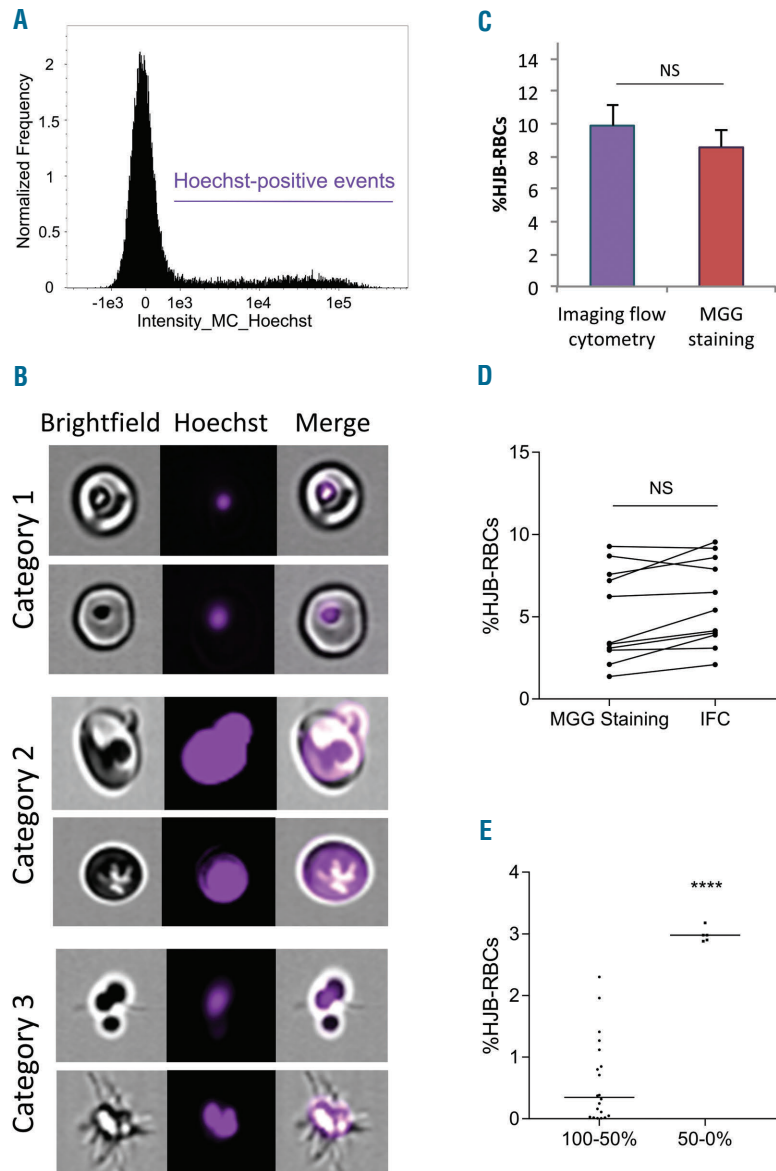 A
Normalized Frequency
2
1.5
1
0.5
0
Hoechst-positive events
-1e3 0 1e3 1e4 1e5
Intensity_MC_Hoechst
B
Brightfield Hoechst Merge
Category 1
Category 2
Category 3
C
%HJB-RBCs
14
12
10
8
6
4
2
0
NS
Imaging flow
cytometry
MGG
staining
D
%HJB-RBCs
15
10
5
0
NS
MGG Staining IFC
E
%HJB-RBCs
4
3
2
1
0
****
100-50% 50-0%